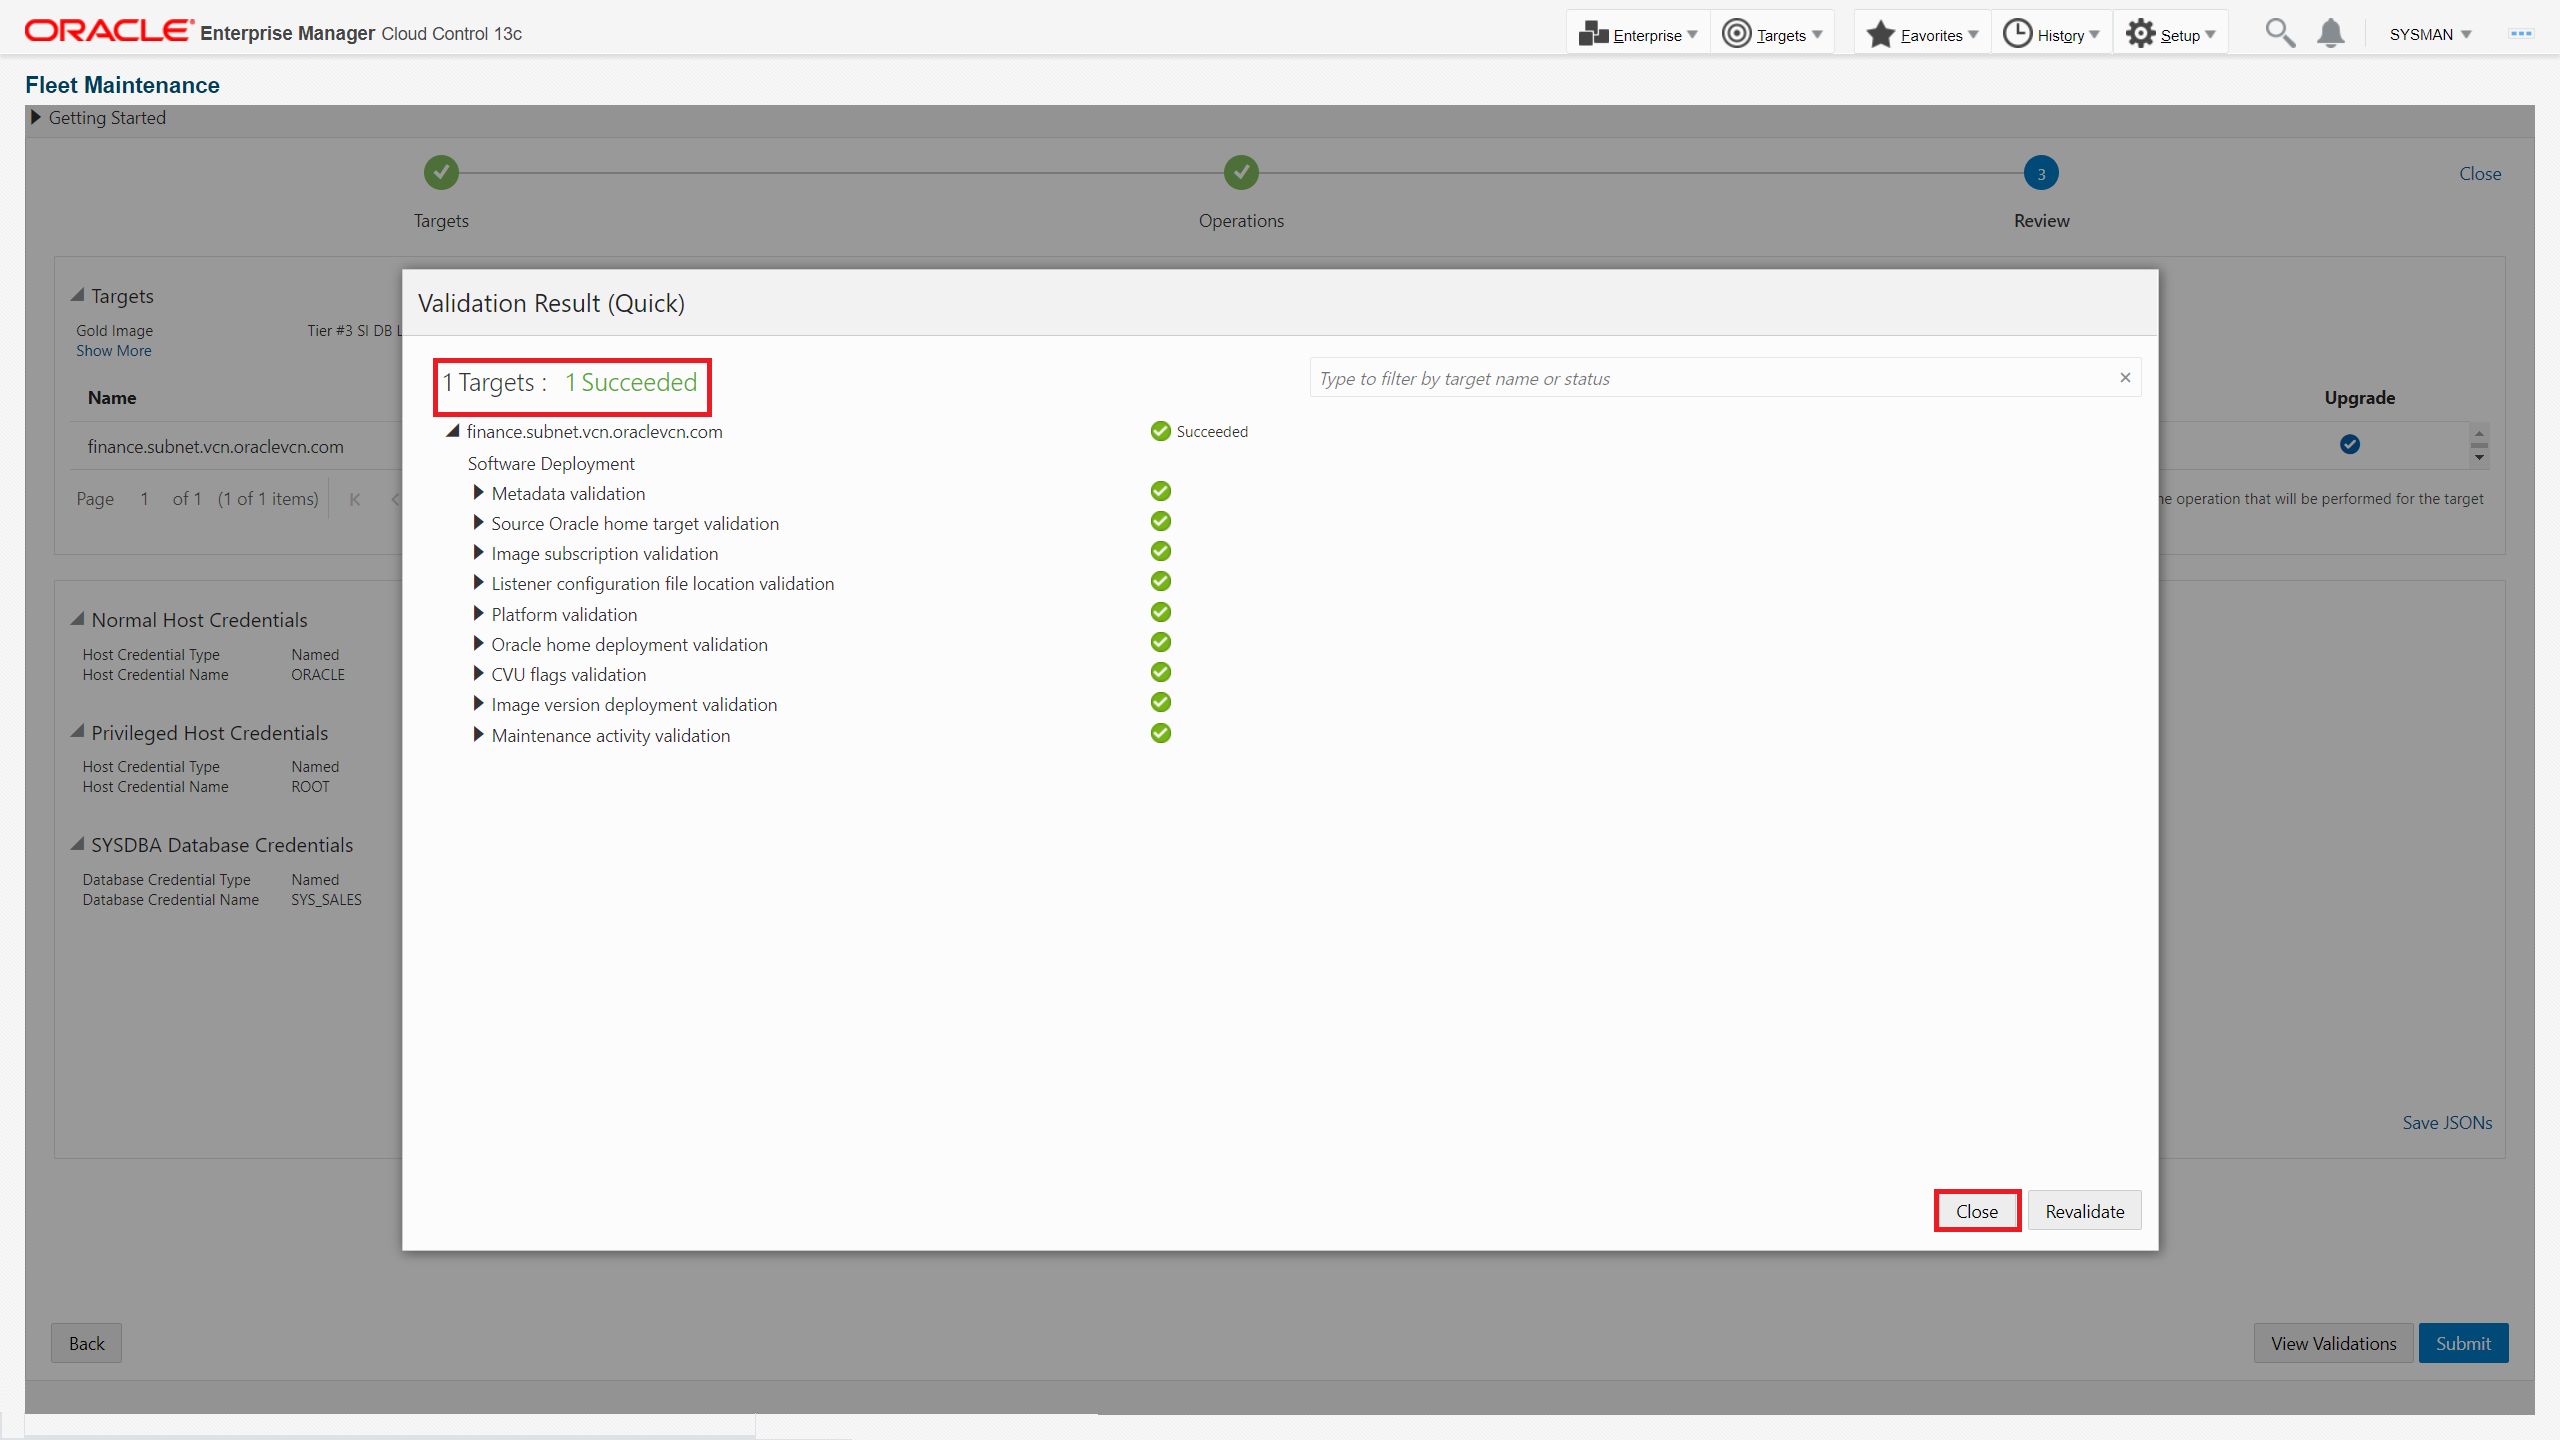 ORACLE Enterprise Manager Cloud Control 13c
Enterprise
Targets
Favorites
History
Setup
SYSMAN
Fleet Maintenance
Getting Started
3
Close
Targets
Operations
Review
Targets
Gold Image
Tier #3 SI DB L
Show More
Name
Upgrade
finance.subnet.vcn.oraclevcn.com
Page 1 of 1 (1 of 1 items)
operation that will be performed for the target
Normal Host Credentials
Host Credential Type Named
Host Credential Name ORACLE
Privileged Host Credentials
Host Credential Type Named
Host Credential Name ROOT
SYSDBA Database Credentials
Database Credential Type Named
Database Credential Name SYS_SALES
Save JSONs
Validation Result (Quick)
1 Targets : 1 Succeeded
Type to filter by target name or status
finance.subnet.vcn.oraclevcn.com Succeeded
Software Deployment
Metadata validation
Source Oracle home target validation
Image subscription validation
Listener configuration file location validation
Platform validation
Oracle home deployment validation
CVU flags validation
Image version deployment validation
Maintenance activity validation
Close
Revalidate
Back
View Validations
Submit